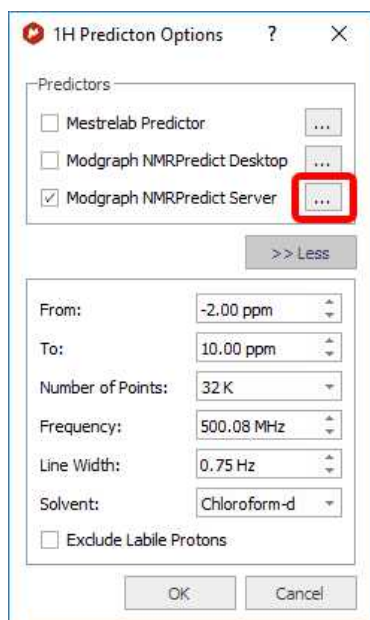 1H Predicton Options ?
Predictors
Mestrelab Predictor ...
Modgraph NMRPredict Desktop ...
Modgraph NMRPredict Server ...
>> Less
From: -2.00 ppm
To: 10.00 ppm
Number of Points: 32 K
Frequency: 500.08 MHz
Line Width: 0.75 Hz
Solvent: Chloroform-d
Exclude Labile Protons
OK Cancel